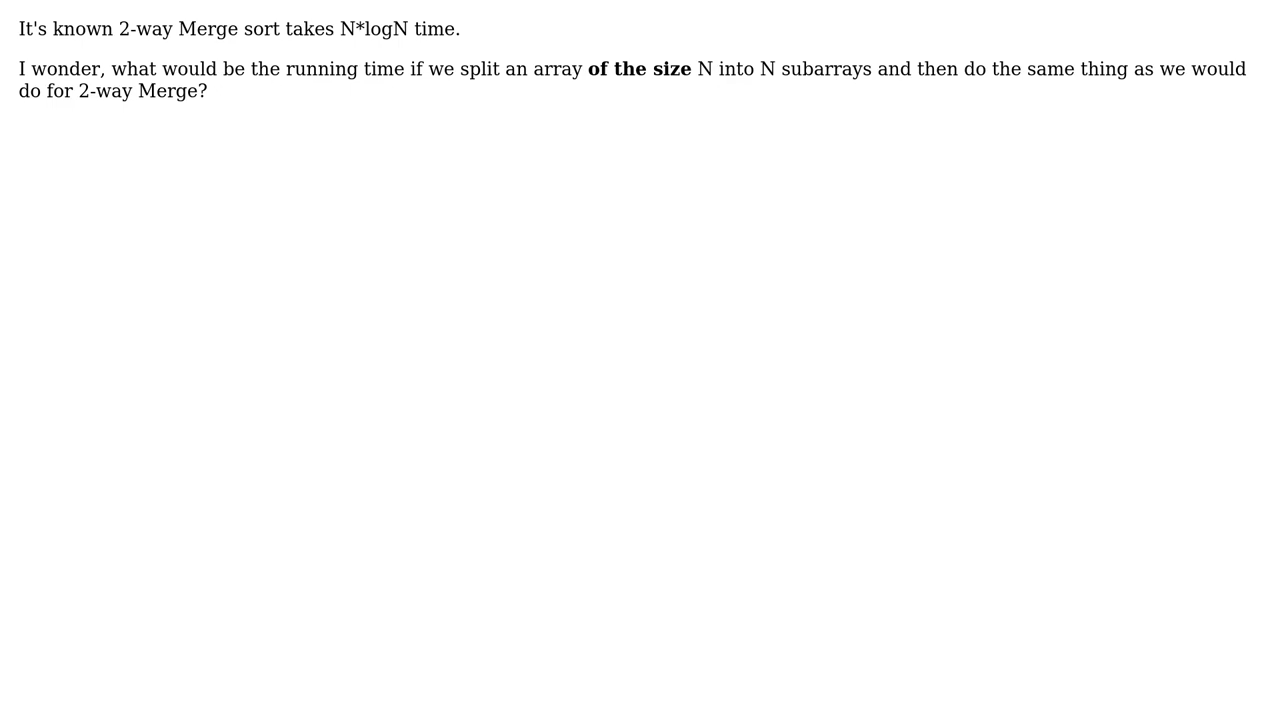 It's known 2-way Merge sort takes N*logN time.
I wonder, what would be the running time if we split an array of the size N into N subarrays and then do the same thing as we would
do for 2-way Merge?